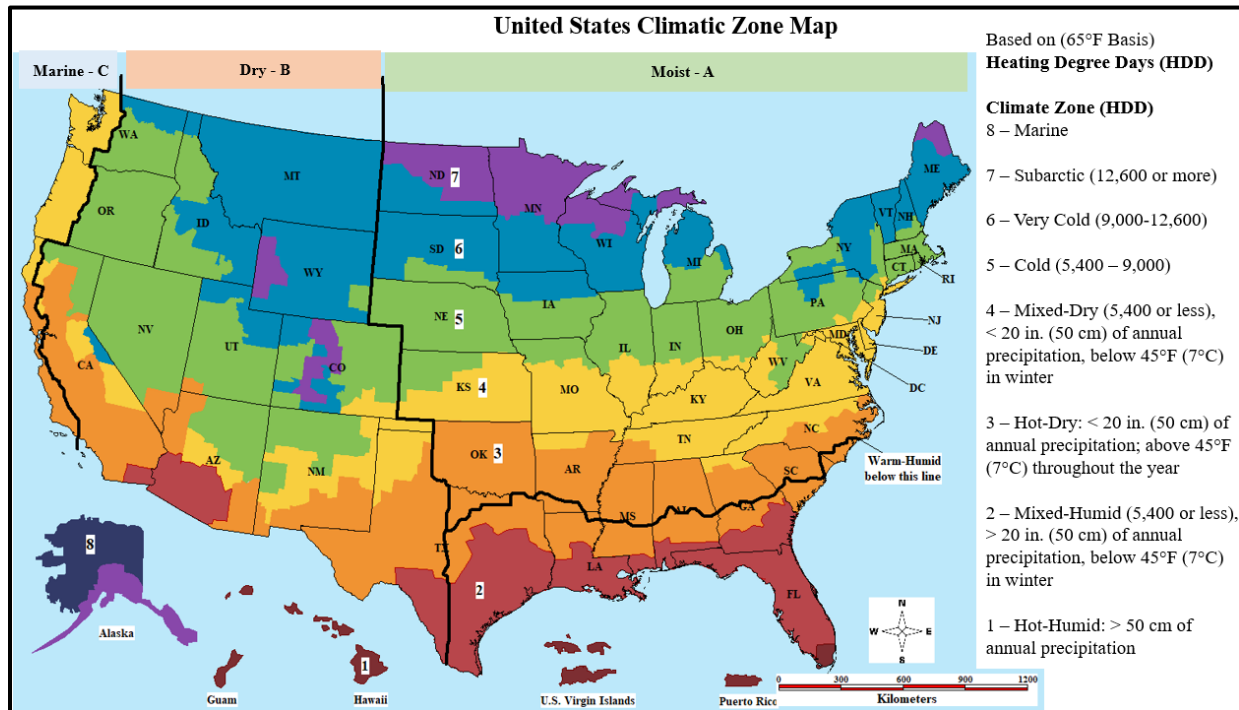 United States Climatic Zone Map
Marine - C
Dry - B
Moist - A
Based on (65°F Basis)
Heating Degree Days (HDD)
Climate Zone (HDD)
8 – Marine
7 – Subarctic (12,600 or more)
6 – Very Cold (9,000-12,600)
5 – Cold (5,400 – 9,000)
4 – Mixed-Dry (5,400 or less),
< 20 in. (50 cm) of annual
precipitation, below 45°F (7°C)
in winter
3 – Hot-Dry: < 20 in. (50 cm) of
annual precipitation; above 45°F
(7°C) throughout the year
2 – Mixed-Humid (5,400 or less),
> 20 in. (50 cm) of annual
precipitation, below 45°F (7°C)
in winter
1 – Hot-Humid: > 50 cm of
annual precipitation
WA
MT
ND
7
MN
ME
OR
ID
WY
SD
6
WI
MI
NY
VT
NH
MA
CT
RI
NV
UT
CO
NE
5
IA
IL
IN
OH
PA
NJ
DE
MD
DC
CA
KS
4
MO
KY
WV
VA
AZ
NM
OK
3
AR
TN
NC
SC
Warm-Humid
below this line
TX
2
LA
MS
AL
GA
FL
8
Alaska
Guam
1
Hawaii
U.S. Virgin Islands
Puerto Rico
N
W
E
S
0
300
600
900
1200
Kilometers